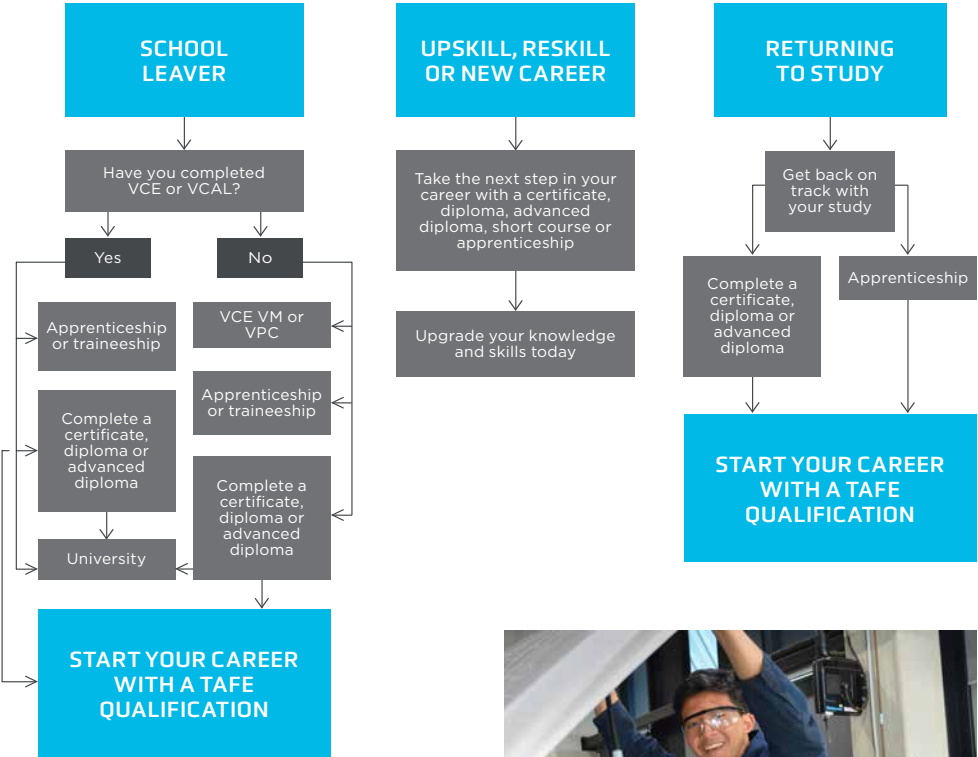 SCHOOL
LEAVER
Have you completed
VCE or VCAL?
Yes
No
Apprenticeship
or traineeship
Complete a
certificate,
diploma or
advanced
diploma
University
VCE VM or
VPC
Apprenticeship
or traineeship
Complete a
certificate,
diploma or
advanced
diploma
START YOUR CAREER
WITH A TAFE
QUALIFICATION
UPSKILL, RESKILL
OR NEW CAREER
Take the next step in your
career with a certificate,
diploma, advanced
diploma, short course or
apprenticeship
Upgrade your knowledge
and skills today
RETURNING
TO STUDY
Get back on
track with
your study
Complete a
certificate,
diploma or
advanced
diploma
Apprenticeship
START YOUR CAREER
WITH A TAFE
QUALIFICATION